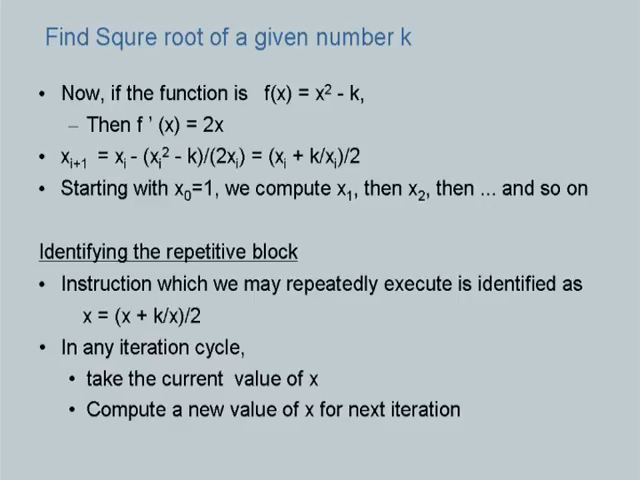 Find Squre root of a given number k
• Now, if the function is f(x) = x² - k,
– Then f ' (x) = 2x
• xᵢ₊₁ = xᵢ - (xᵢ² - k)/(2xᵢ) = (xᵢ + k/xᵢ)/2
• Starting with x₀=1, we compute x₁, then x₂, then ... and so on
Identifying the repetitive block
• Instruction which we may repeatedly execute is identified as
x = (x + k/x)/2
• In any iteration cycle,
• take the current value of x
• Compute a new value of x for next iteration